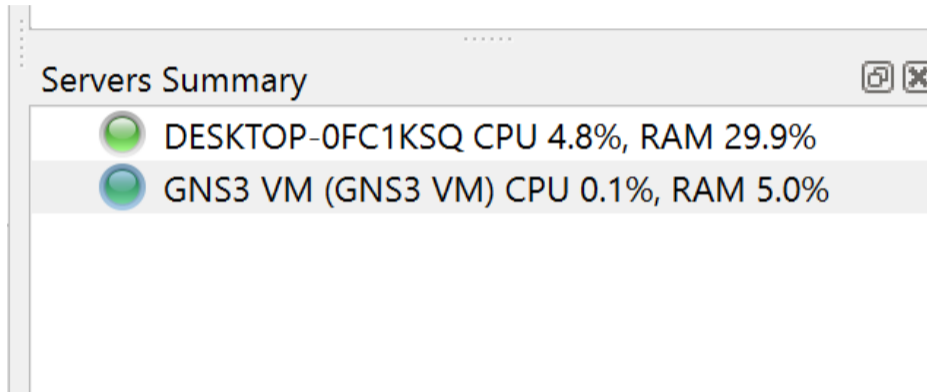 Servers Summary
DESKTOP-0FC1KSQ CPU 4.8%, RAM 29.9%
GNS3 VM (GNS3 VM) CPU 0.1%, RAM 5.0%